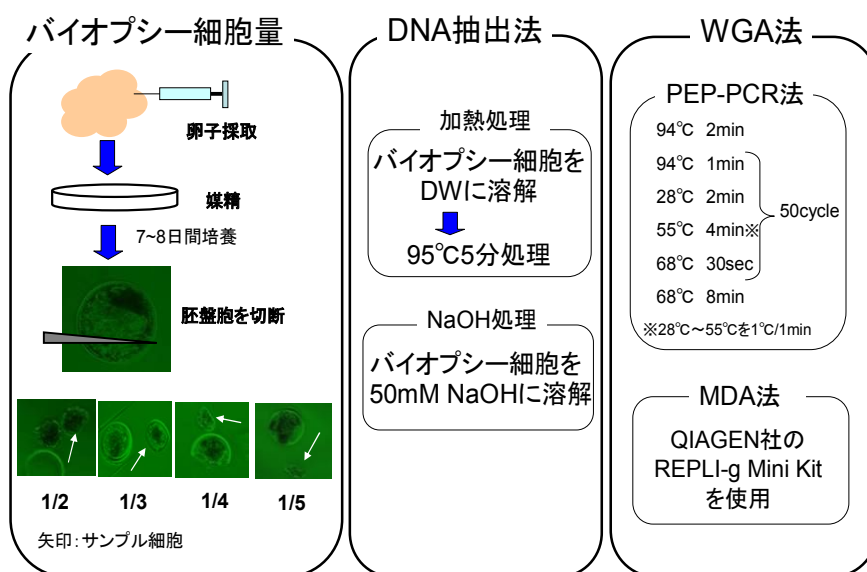 バイオプシー細胞量
卵子採取
媒精
7~8日間培養
胚盤胞を切断
1/2
1/3
1/4
1/5
矢印：サンプル細胞
DNA抽出法
加熱処理
バイオプシー細胞を
DWに溶解
95℃5分処理
NaOH処理
バイオプシー細胞を
50mM NaOHに溶解
WGA法
PEP-PCR法
94℃ 2min
94℃ 1min
28℃ 2min
55℃ 4min※
68℃ 30sec
50cycle
68℃ 8min
※28℃～55℃を1℃/1min
MDA法
QIAGEN社の
REPLI-g Mini Kit
を使用